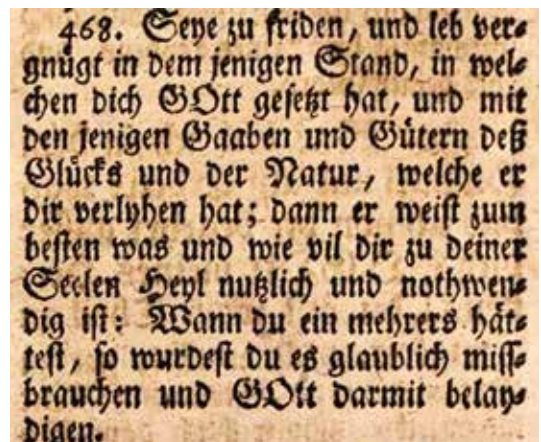 468. Seye zu friden, und leb ver⸗
gnügt in dem jenigen Stand, in wel⸗
chen dich GOtt gesetzt hat, und mit
den jenigen Gaaben und Gütern deß
Glücks und der Natur, welche er
dir verlyhen hat; dann er weist zum
besten was und wie vil dir zu deiner
Seelen Heyl nutzlich und nothwen⸗
dig ist: Wann du ein mehrers hät⸗
test, so wurdest du es glaublich miss⸗
brauchen und GOtt darmit belay⸗
digen.